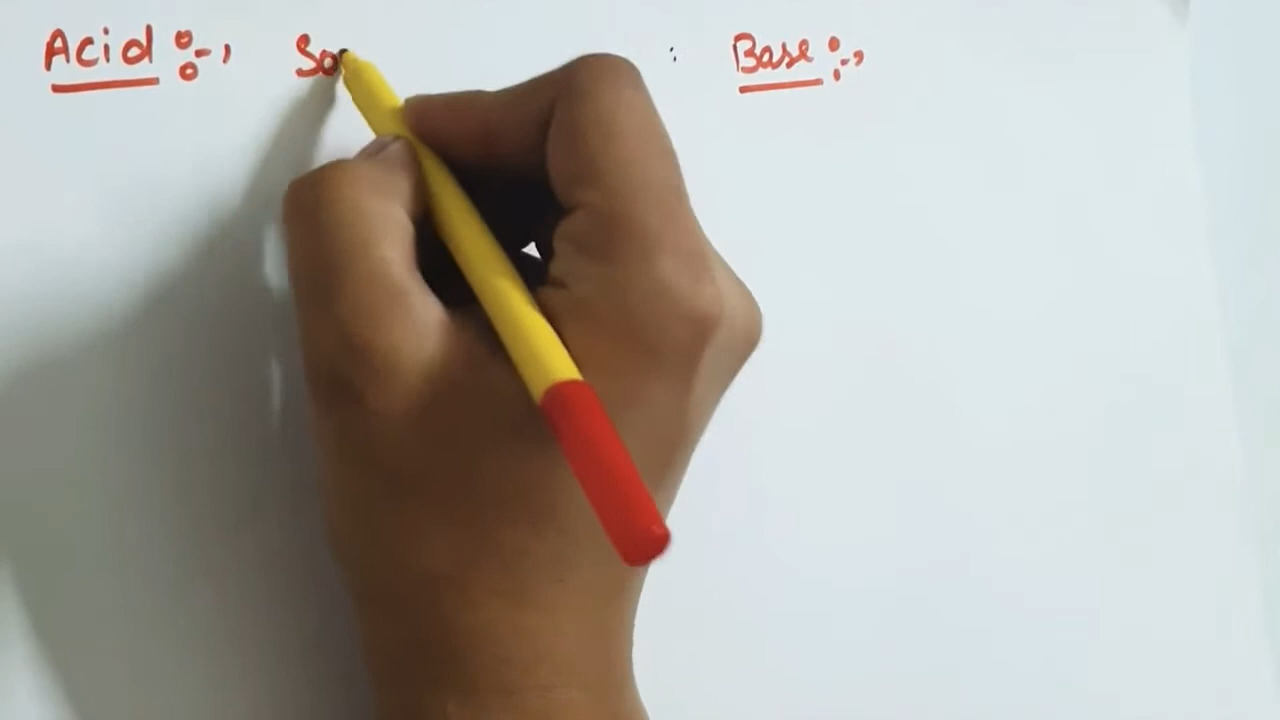 Acid :-, So Base :-,